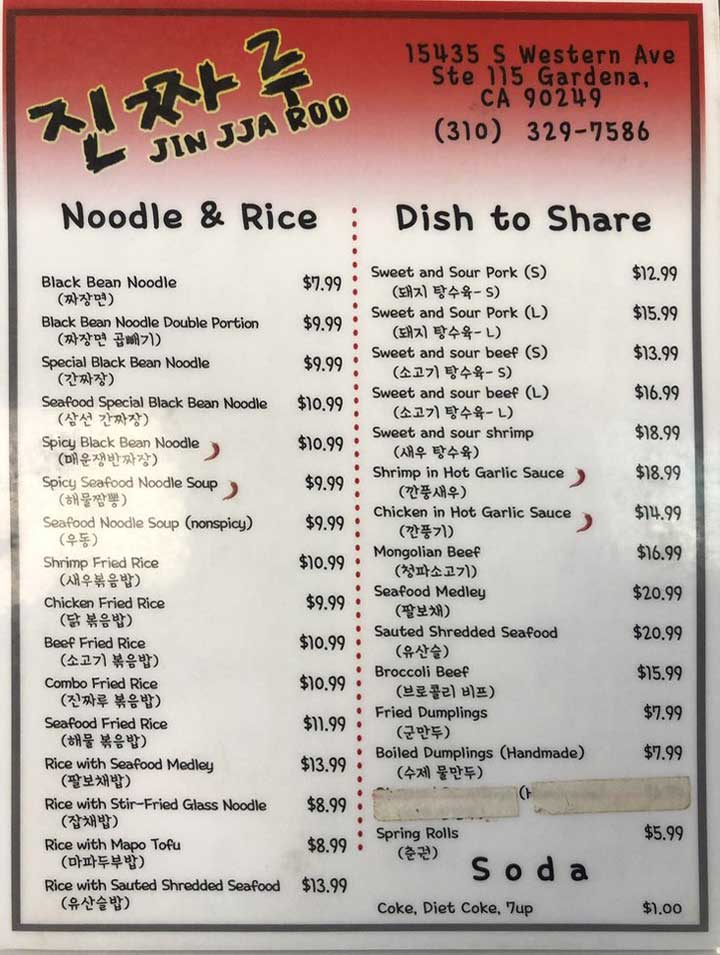 진짜루
JIN JJA ROO
15435 S Western Ave
Ste 115 Gardena,
CA 90249
(310) 329-7586
Noodle & Rice
Black Bean Noodle $7.99
(짜장면)
Black Bean Noodle Double Portion $9.99
(짜장면 곱빼기)
Special Black Bean Noodle $9.99
(간짜장)
Seafood Special Black Bean Noodle $10.99
(삼선 간짜장)
Spicy Black Bean Noodle $10.99
(매운쟁반짜장)
Spicy Seafood Noodle Soup $9.99
(해물짬뽕)
Seafood Noodle Soup (nonspicy) $9.99
(우동)
Shrimp Fried Rice $10.99
(새우볶음밥)
Chicken Fried Rice $9.99
(닭 볶음밥)
Beef Fried Rice $10.99
(소고기 볶음밥)
Combo Fried Rice $10.99
(진짜루 볶음밥)
Seafood Fried Rice $11.99
(해물 볶음밥)
Rice with Seafood Medley $13.99
(팔보채밥)
Rice with Stir-Fried Glass Noodle $8.99
(잡채밥)
Rice with Mapo Tofu $8.99
(마파두부밥)
Rice with Sauted Shredded Seafood $13.99
(유산슬밥)
Dish to Share
Sweet and Sour Pork (S) $12.99
(돼지 탕수육- S)
Sweet and Sour Pork (L) $15.99
(돼지 탕수육- L)
Sweet and sour beef (S) $13.99
(소고기 탕수육- S)
Sweet and sour beef (L) $16.99
(소고기 탕수육- L)
Sweet and sour shrimp $18.99
(새우 탕수육)
Shrimp in Hot Garlic Sauce $18.99
(깐풍새우)
Chicken in Hot Garlic Sauce $14.99
(깐풍기)
Mongolian Beef $16.99
(청파소고기)
Seafood Medley $20.99
(팔보채)
Sauted Shredded Seafood $20.99
(유산슬)
Broccoli Beef $15.99
(브로콜리 비프)
Fried Dumplings $7.99
(군만두)
Boiled Dumplings (Handmade) $7.99
(수제 물만두)
Spring Rolls $5.99
(춘권)
Soda
Coke, Diet Coke, 7up $1.00